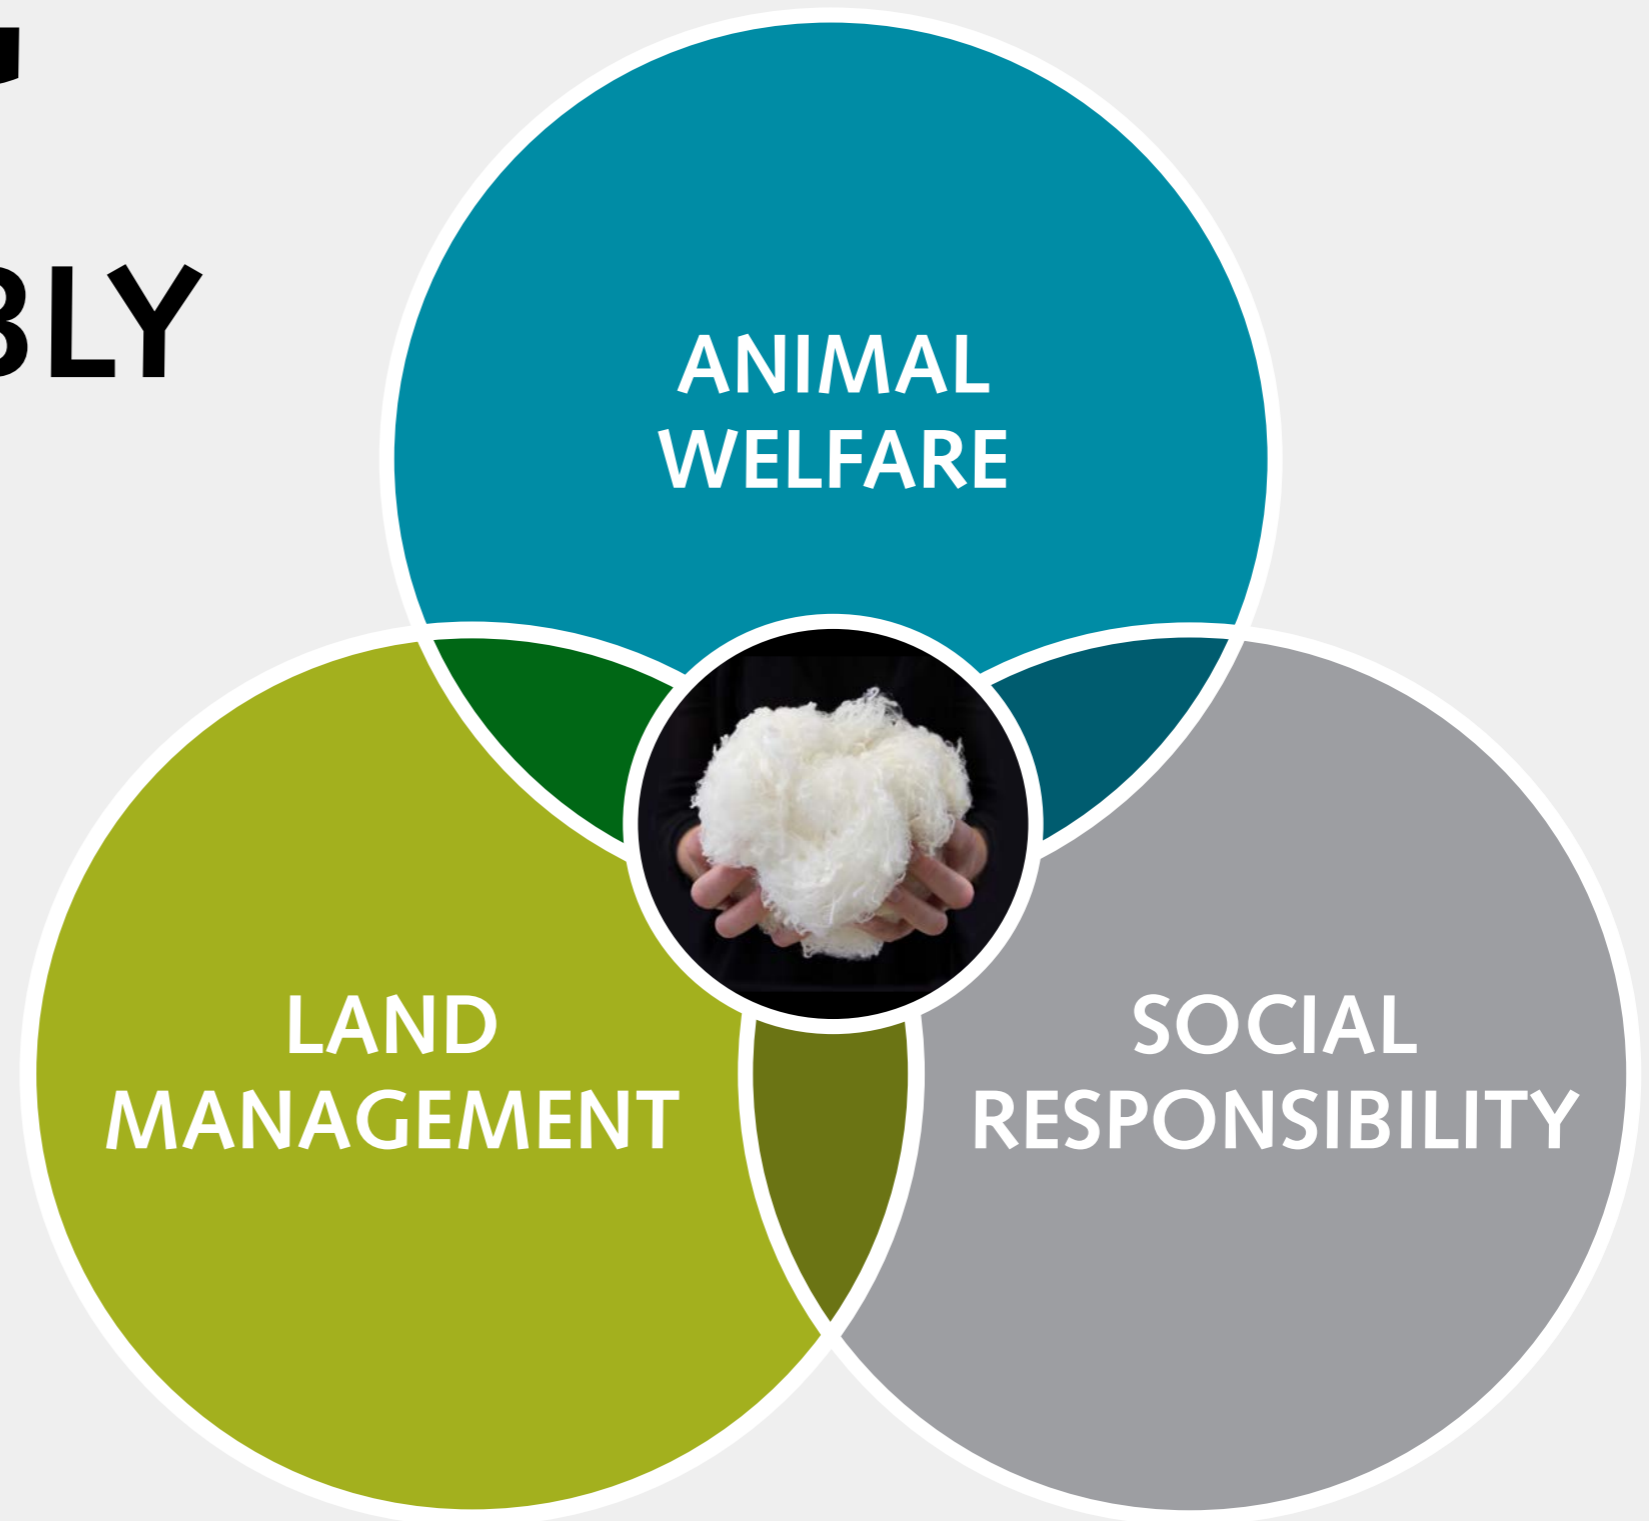 BLY
ANIMAL
WELFARE
LAND
MANAGEMENT
SOCIAL
RESPONSIBILITY